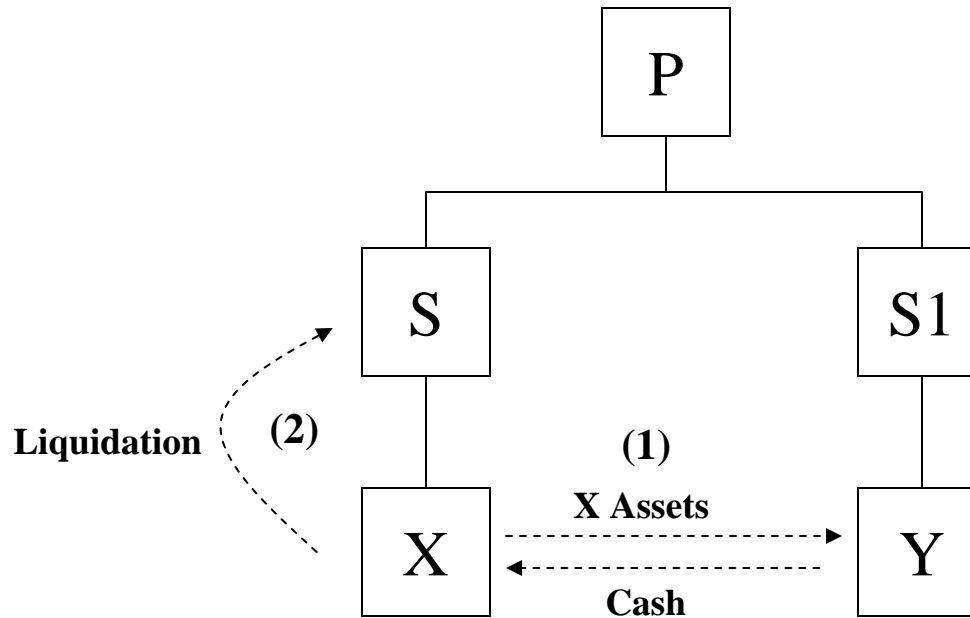 P
S
S1
(2)
Liquidation
(1)
X Assets
X
Y
Cash